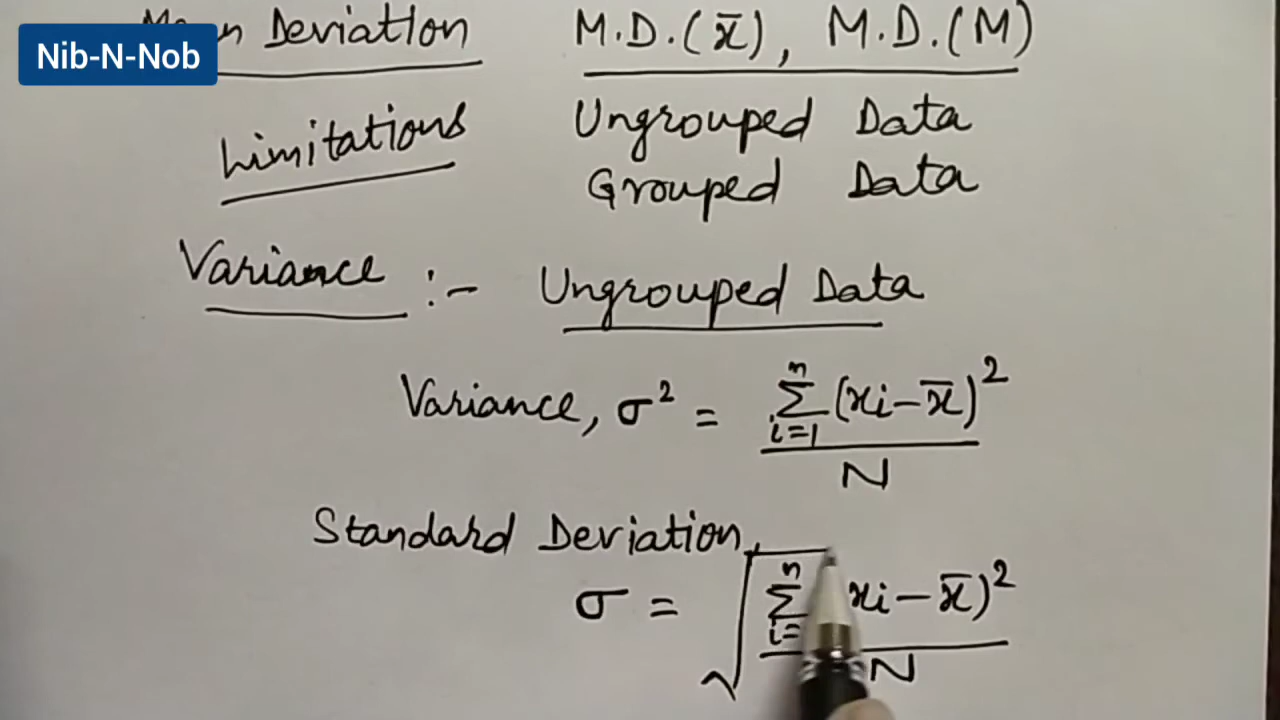 Nib-N-Nob
Deviation M.D.(x̄), M.D.(M)
Limitations Ungrouped Data
Grouped Data
Variance :- Ungrouped Data
Variance, σ² = n Σ i=1 (xi-x̄)² / N
Standard Deviation,
σ = √ n Σ i= xi-x̄)² / N